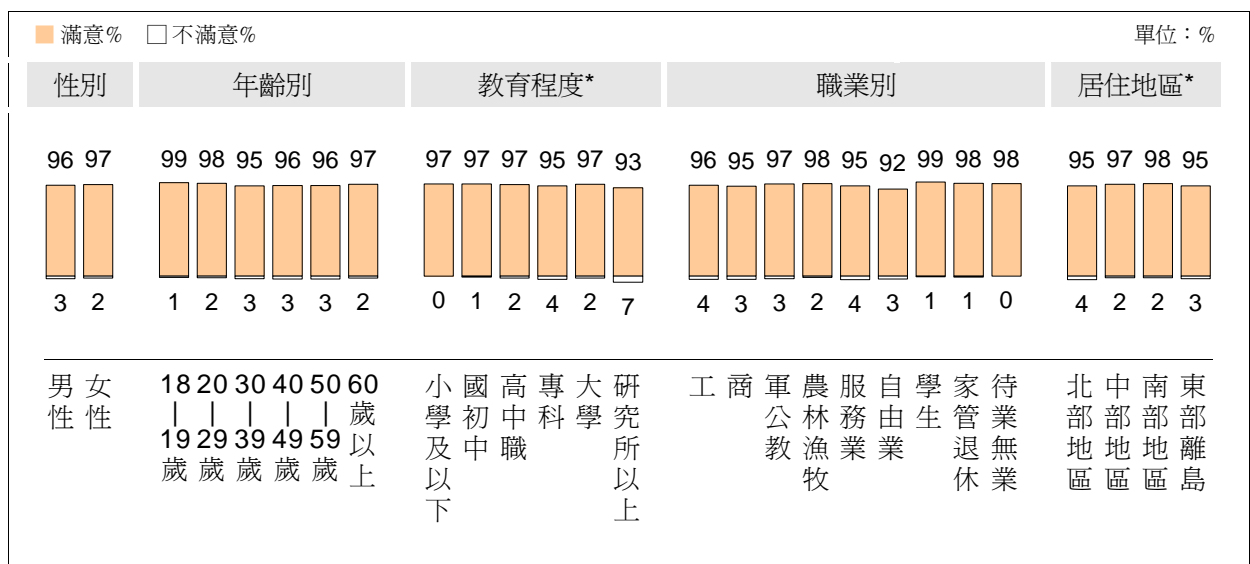 滿意% 不滿意% 單位：%
性別 年齡別 教育程度* 職業別 居住地區*
96 97 99 98 95 96 96 97 97 97 97 95 97 93 96 95 97 98 95 92 99 98 98 95 97 98 95
3 2 1 2 3 3 3 2 0 1 2 4 2 7 4 3 3 2 4 3 1 1 0 4 2 2 3
男性
女性
18|19歲
20|29歲
30|39歲
40|49歲
50|59歲
60歲以上
小學及以下
國初中
高中職
專科
大學
研究所以上
工
商
軍公教
農林漁牧
服務業
自由業
學生
家管退休
待業無業
北部地區
中部地區
南部地區
東部離島